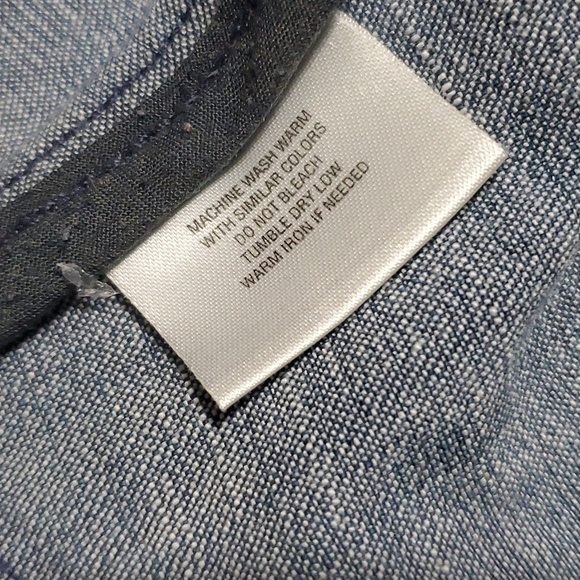 MACHINE WASH WARM
WITH SIMILAR COLORS
DO NOT BLEACH
TUMBLE DRY LOW
WARM IRON IF NEEDED